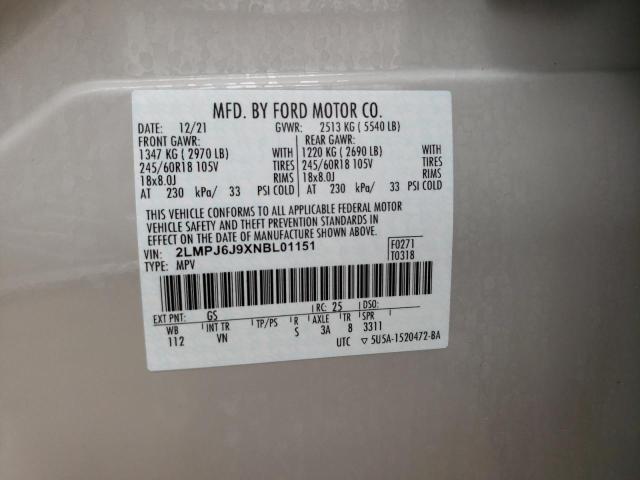 MFD. BY FORD MOTOR CO.
DATE: 12/21 GVWR: 2513 KG ( 5540 LB)
FRONT GAWR: REAR GAWR:
1347 KG ( 2970 LB) WITH 1220 KG ( 2690 LB) WITH
245/60R18 105V TIRES 245/60R18 105V TIRES
18x8.0J RIMS 18x8.0J RIMS
AT 230 kPa/ 33 PSI COLD AT 230 kPa/ 33 PSI COLD
THIS VEHICLE CONFORMS TO ALL APPLICABLE FEDERAL MOTOR
VEHICLE SAFETY AND THEFT PREVENTION STANDARDS IN
EFFECT ON THE DATE OF MANUFACTURE SHOWN ABOVE.
VIN: 2LMPJ6J9XNBL01151 F0271
TYPE: MPV T0318
EXT PNT: GS RC: 25 DSO:
WB INT TR TP/PS R AXLE TR SPR
112 VN S 3A 8 3311
UTC ▽ 5U5A-1520472-BA